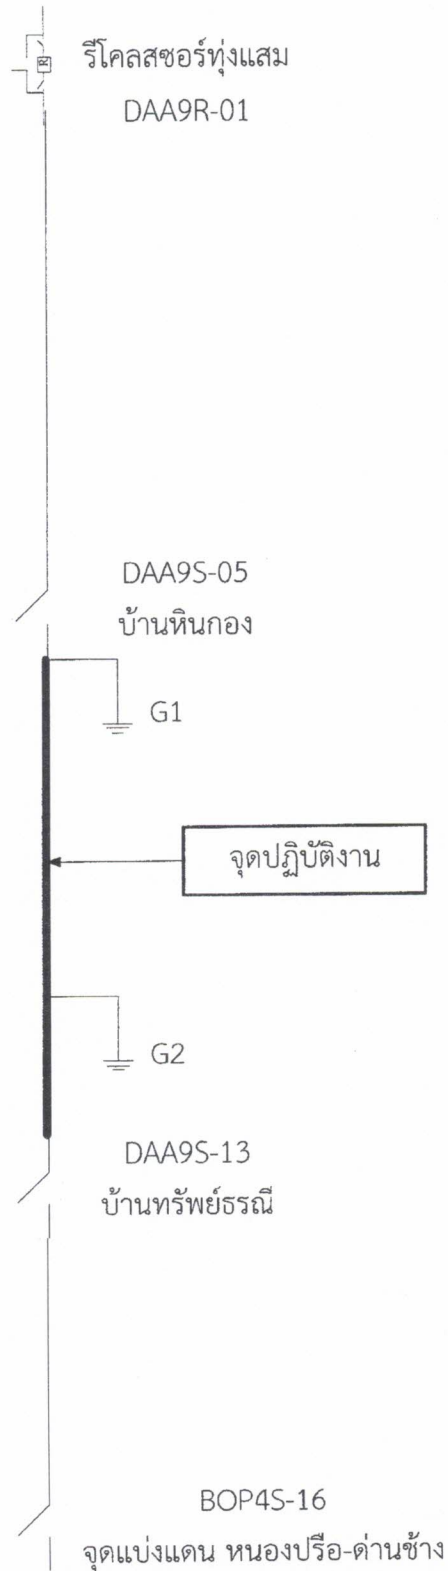 R
รีโคลสซอร์ทุ่งแสม
DAA9R-01
DAA9S-05
บ้านหินกอง
G1
จุดปฏิบัติงาน
G2
DAA9S-13
บ้านทรัพย์ธรณี
BOP4S-16
จุดแบ่งแดน หนองปรือ-ด่านช้าง